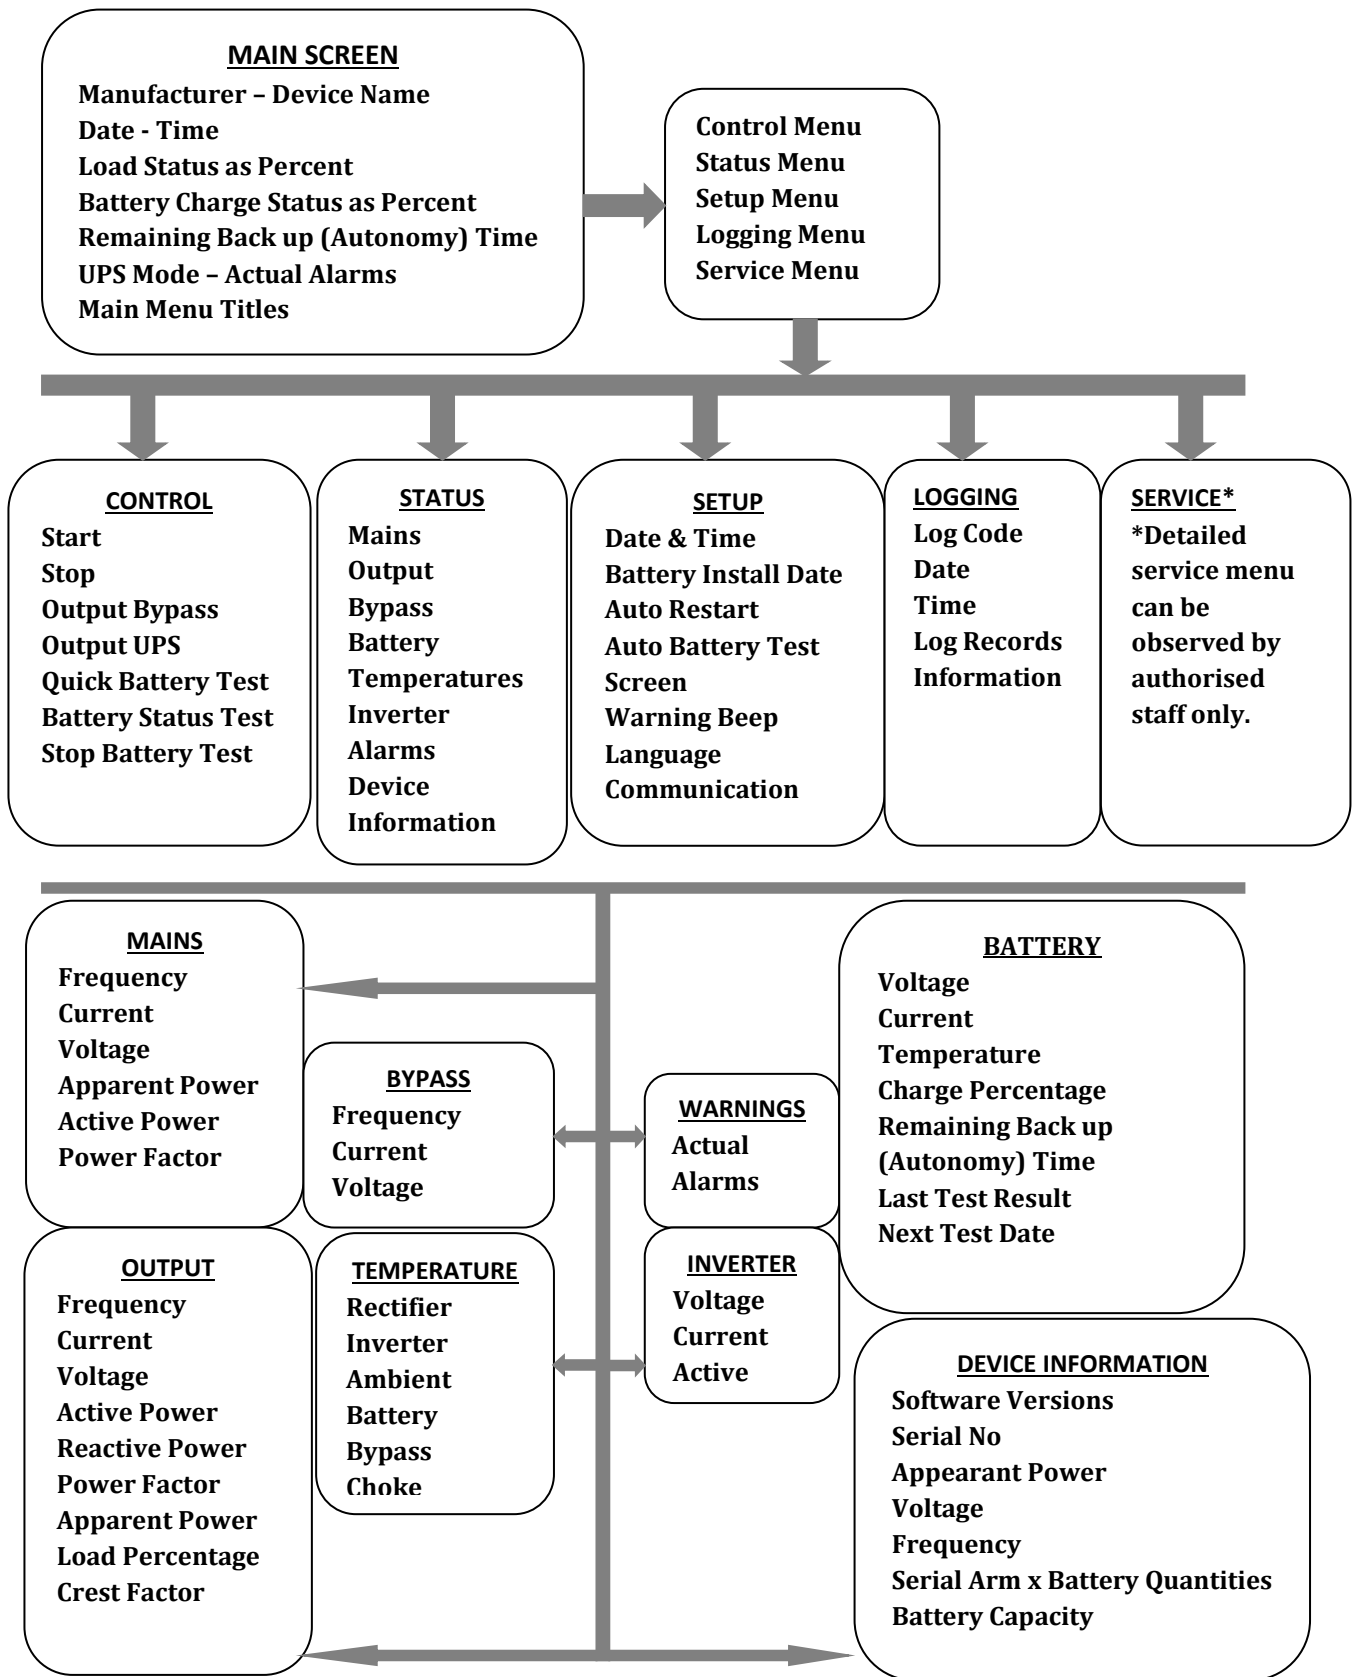 MAIN SCREEN
Manufacturer – Device Name
Date - Time
Load Status as Percent
Battery Charge Status as Percent
Remaining Back up (Autonomy) Time
UPS Mode – Actual Alarms
Main Menu Titles
Control Menu
Status Menu
Setup Menu
Logging Menu
Service Menu
CONTROL
Start
Stop
Output Bypass
Output UPS
Quick Battery Test
Battery Status Test
Stop Battery Test
STATUS
Mains
Output
Bypass
Battery
Temperatures
Inverter
Alarms
Device
Information
SETUP
Date & Time
Battery Install Date
Auto Restart
Auto Battery Test
Screen
Warning Beep
Language
Communication
LOGGING
Log Code
Date
Time
Log Records
Information
SERVICE*
*Detailed
service menu
can be
observed by
authorised
staff only.
MAINS
Frequency
Current
Voltage
Apparent Power
Active Power
Power Factor
BYPASS
Frequency
Current
Voltage
WARNINGS
Actual
Alarms
BATTERY
Voltage
Current
Temperature
Charge Percentage
Remaining Back up
(Autonomy) Time
Last Test Result
Next Test Date
OUTPUT
Frequency
Current
Voltage
Active Power
Reactive Power
Power Factor
Apparent Power
Load Percentage
Crest Factor
TEMPERATURE
Rectifier
Inverter
Ambient
Battery
Bypass
Choke
INVERTER
Voltage
Current
Active
DEVICE INFORMATION
Software Versions
Serial No
Appearant Power
Voltage
Frequency
Serial Arm x Battery Quantities
Battery Capacity